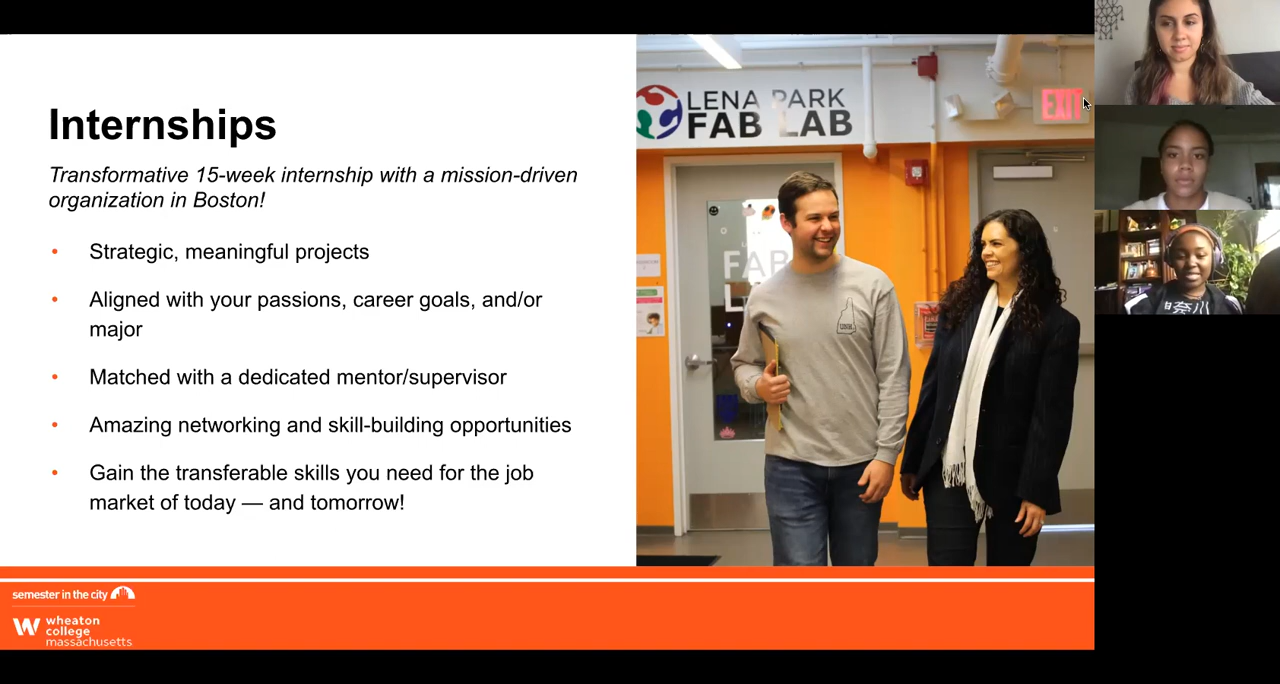 Internships
Transformative 15-week internship with a mission-driven
organization in Boston!
• Strategic, meaningful projects
• Aligned with your passions, career goals, and/or
major
• Matched with a dedicated mentor/supervisor
• Amazing networking and skill-building opportunities
• Gain the transferable skills you need for the job
market of today — and tomorrow!
LENA PARK
FAB LAB
EXIT
FAB
semester in the city
W wheaton
college
massachusetts